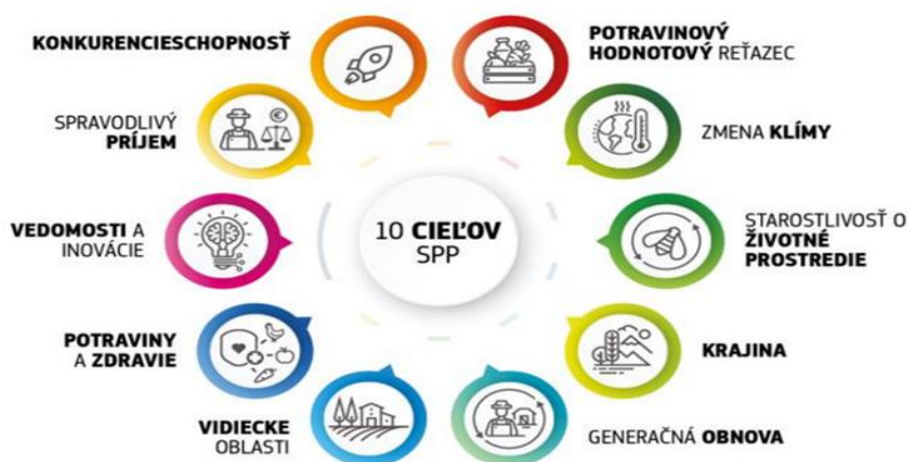 KONKURENCIESCHOPNOSŤ
POTRAVINOVÝ
HODNOTOVÝ REŤAZEC
SPRAVODLIVÝ
PRÍJEM
ZMENA KLÍMY
VEDOMOSTI A
INOVÁCIE
10 CIEĽOV
SPP
STAROSTLIVOSŤ O
ŽIVOTNÉ
PROSTREDIE
POTRAVINY
A ZDRAVIE
KRAJINA
VIDIECKE
OBLASTI
GENERAČNÁ OBNOVA